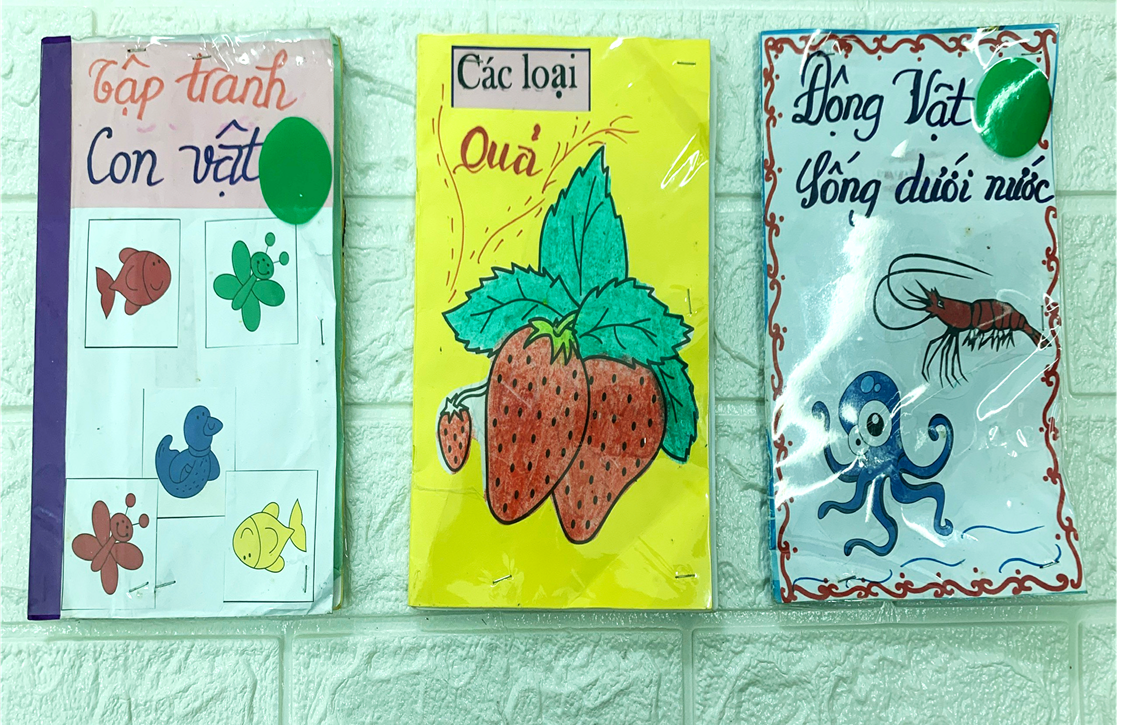 Tập tranh
Con vật
Các loại
Quả
Động Vật
Sống dưới nước